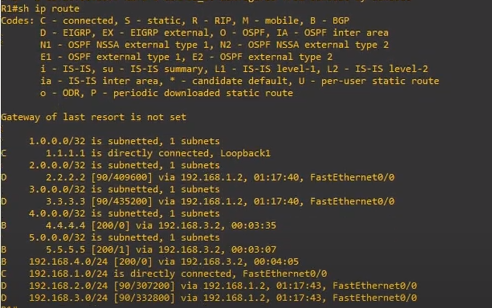 R1#sh ip route
Codes: C - connected, S - static, R - RIP, M - mobile, B - BGP
D - EIGRP, EX - EIGRP external, O - OSPF, IA - OSPF inter area
N1 - OSPF NSSA external type 1, N2 - OSPF NSSA external type 2
E1 - OSPF external type 1, E2 - OSPF external type 2
i - IS-IS, su - IS-IS summary, L1 - IS-IS level-1, L2 - IS-IS level-2
ia - IS-IS inter area, * - candidate default, U - per-user static route
o - ODR, P - periodic downloaded static route
Gateway of last resort is not set
1.0.0.0/32 is subnetted, 1 subnets
C 1.1.1.1 is directly connected, Loopback1
2.0.0.0/32 is subnetted, 1 subnets
D 2.2.2.2 [90/409600] via 192.168.1.2, 01:17:40, FastEthernet0/0
3.0.0.0/32 is subnetted, 1 subnets
D 3.3.3.3 [90/435200] via 192.168.1.2, 01:17:40, FastEthernet0/0
4.0.0.0/32 is subnetted, 1 subnets
B 4.4.4.4 [200/0] via 192.168.3.2, 00:03:35
5.0.0.0/32 is subnetted, 1 subnets
B 5.5.5.5 [200/1] via 192.168.3.2, 00:03:07
B 192.168.4.0/24 [200/0] via 192.168.3.2, 00:04:05
C 192.168.1.0/24 is directly connected, FastEthernet0/0
D 192.168.2.0/24 [90/307200] via 192.168.1.2, 01:17:43, FastEthernet0/0
D 192.168.3.0/24 [90/332800] via 192.168.1.2, 01:17:43, FastEthernet0/0